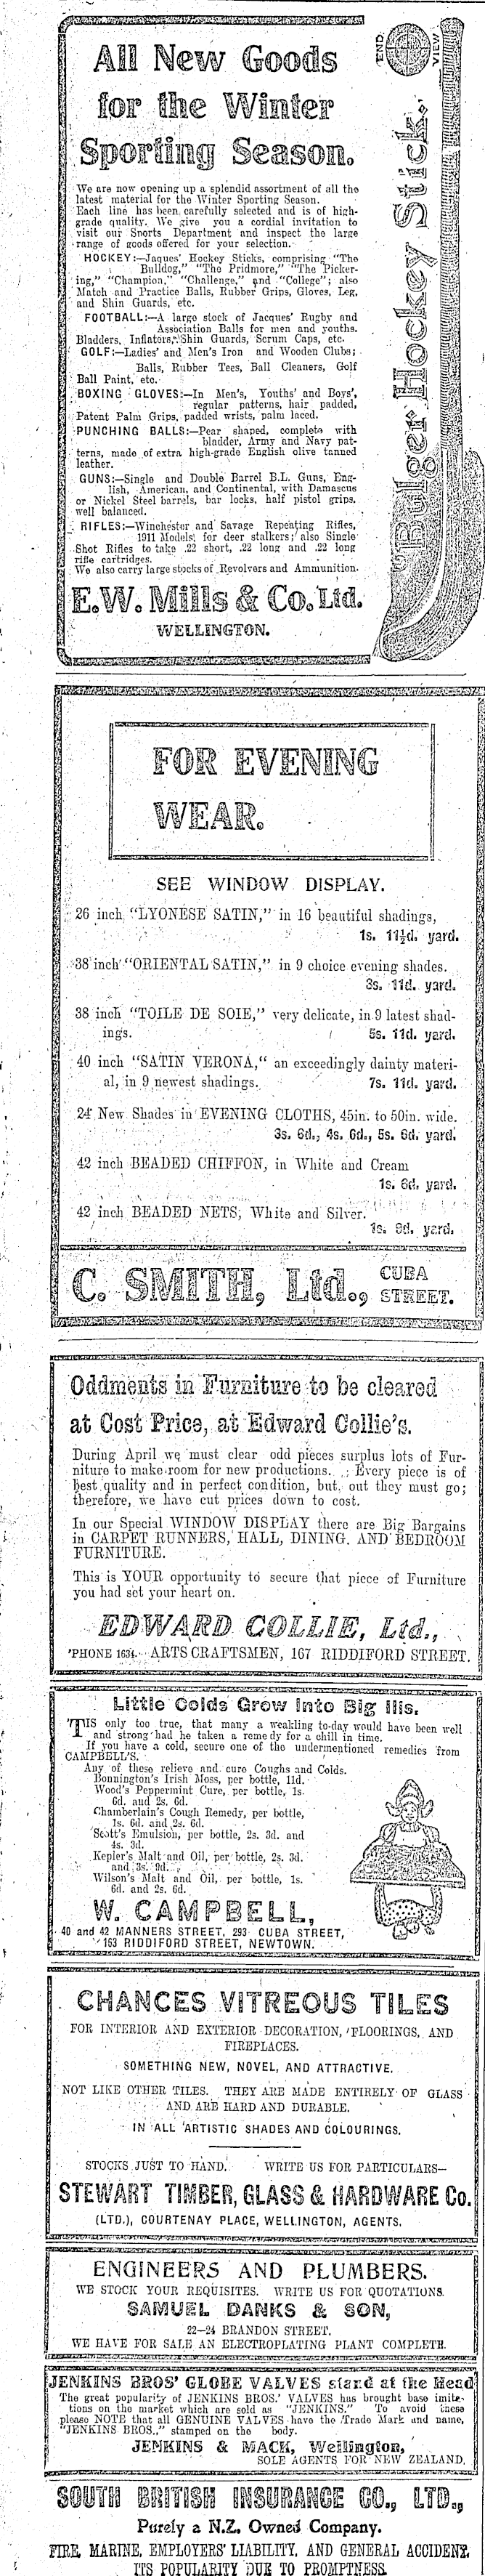 All New Goods
for the Winter
Sporting Season.
We are now opening up a splendid assortment of all the
latest material for the Winter Sporting Season.
Each line has been carefully selected and is of high-
grade quality. We give you a cordial invitation to
visit our Sports Department and inspect the large
range of goods offered for your selection.
HOCKEY:—Jaques' Hockey Sticks, comprising "The
Bulldog," "The Pridmore," "The Picker-
ing," "Champion," "Challenge," and "College"; also
Match and Practice Balls, Rubber Grips, Gloves, Leg,
and Shin Guards, etc.
FOOTBALL:—A large stock of Jacques' Rugby and
Association Balls for men and youths.
Bladders, Inflators, Shin Guards, Scrum Caps, etc.
GOLF:—Ladies' and Men's Iron and Wooden Clubs;
Balls, Rubber Tees, Ball Cleaners, Golf
Ball Paint, etc.
BOXING GLOVES:—In Men's, Youths' and Boys',
regular patterns, hair padded,
Patent Palm Grips, padded wrists, palm laced.
PUNCHING BALLS:—Pear shaped, complete with
bladder, Army and Navy pat-
terns, made of extra high-grade English olive tanned
leather.
GUNS:—Single and Double Barrel B.L. Guns, Eng-
lish, American, and Continental, with Damascus
or Nickel Steel barrels, bar locks, half pistol grips,
well balanced.
RIFLES:—Winchester and Savage Repeating Rifles,
1911 Models, for deer stalkers; also Single
Shot Rifles to take .22 short, .22 long and .22 long
rifle cartridges.
We also carry large stocks of Revolvers and Ammunition.
E.W. Mills & Co. Ltd.
WELLINGTON.
END VIEW
"Bulger" Hockey Stick.
FOR EVENING
WEAR.
SEE WINDOW DISPLAY.
26 inch "LYONESE SATIN," in 16 beautiful shadings,
1s. 11½d. yard.
38 inch "ORIENTAL SATIN," in 9 choice evening shades.
3s. 11d. yard.
38 inch "TOILE DE SOIE," very delicate, in 9 latest shad-
ings. 5s. 11d. yard.
40 inch "SATIN VERONA," an exceedingly dainty materi-
al, in 9 newest shadings. 7s. 11d. yard.
24 New Shades in EVENING CLOTHS, 45in. to 50in. wide.
3s. 6d., 4s. 6d., 5s. 6d. yard.
42 inch BEADED CHIFFON, in White and Cream
1s. 6d. yard.
42 inch BEADED NETS, White and Silver.
1s. 9d. yard.
C. SMITH, Ltd., CUBA
STREET.
Oddments in Furniture to be cleared
at Cost Price, at Edward Collie's.
During April we must clear odd pieces surplus lots of Fur-
niture to make room for new productions. Every piece is of
best quality and in perfect condition, but, out they must go;
therefore, we have cut prices down to cost.
In our Special WINDOW DISPLAY there are Big Bargains
in CARPET RUNNERS, HALL, DINING, AND BEDROOM
FURNITURE.
This is YOUR opportunity to secure that piece of Furniture
you had set your heart on.
EDWARD COLLIE, Ltd.,
'PHONE 1634. ARTS CRAFTSMEN, 167 RIDDIFORD STREET.
Little Colds Grow Into Big Ills.
'TIS only too true, that many a weakling to-day would have been well
and strong had he taken a remedy for a chill in time.
If you have a cold, secure one of the undermentioned remedies from
CAMPBELL'S.
Any of these relieve and cure Coughs and Colds.
Bonnington's Irish Moss, per bottle, 11d.
Wood's Peppermint Cure, per bottle, 1s.
6d. and 2s. 6d.
Chamberlain's Cough Remedy, per bottle,
1s. 6d. and 2s. 6d.
Scott's Emulsion, per bottle, 2s. 3d. and
4s. 3d.
Kepler's Malt and Oil, per bottle, 2s. 3d.
and 3s. 9d.
Wilson's Malt and Oil, per bottle, 1s.
6d. and 2s. 6d.
W. CAMPBELL,
40 and 42 MANNERS STREET, 293 CUBA STREET,
153 RIDDIFORD STREET, NEWTOWN.
CHANCES VITREOUS TILES
FOR INTERIOR AND EXTERIOR DECORATION, FLOORINGS, AND
FIREPLACES.
SOMETHING NEW, NOVEL, AND ATTRACTIVE.
NOT LIKE OTHER TILES. THEY ARE MADE ENTIRELY OF GLASS
AND ARE HARD AND DURABLE.
IN ALL ARTISTIC SHADES AND COLOURINGS.
STOCKS JUST TO HAND. WRITE US FOR PARTICULARS—
STEWART TIMBER, GLASS & HARDWARE Co.
(LTD.), COURTENAY PLACE, WELLINGTON, AGENTS.
ENGINEERS AND PLUMBERS.
WE STOCK YOUR REQUISITES. WRITE US FOR QUOTATIONS.
SAMUEL DANKS & SON,
22-24 BRANDON STREET.
WE HAVE FOR SALE AN ELECTROPLATING PLANT COMPLETE.
JENKINS BROS' GLOBE VALVES stand at the Head
The great popularity of JENKINS BROS.' VALVES has brought base imita-
tions on the market which are sold as "JENKINS." To avoid these
please NOTE that all GENUINE VALVES have the Trade Mark and name,
"JENKINS BROS.." stamped on the body.
JENKINS & MACK, Wellington,
SOLE AGENTS FOR NEW ZEALAND.
SOUTH BRITISH INSURANCE CO., LTD.,
Purely a N.Z. Owned Company.
FIRE, MARINE, EMPLOYERS' LIABILITY, AND GENERAL ACCIDENT.
ITS POPULARITY DUE TO PROMPTNESS.